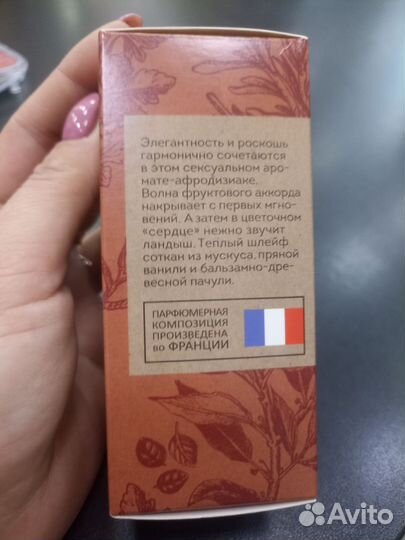 Элегантность и роскошь
гармонично сочетаются
в этом сексуальном аро-
мате-афродизиаке.
Волна фруктового аккорда
накрывает с первых мгно-
вений. А затем в цветочном
«сердце» нежно звучит
ландыш. Теплый шлейф
соткан из мускуса, пряной
ванили и бальзамно-дре-
весной пачули.
ПАРФЮМЕРНАЯ
КОМПОЗИЦИЯ
ПРОИЗВЕДЕНА
во ФРАНЦИИ
Avito